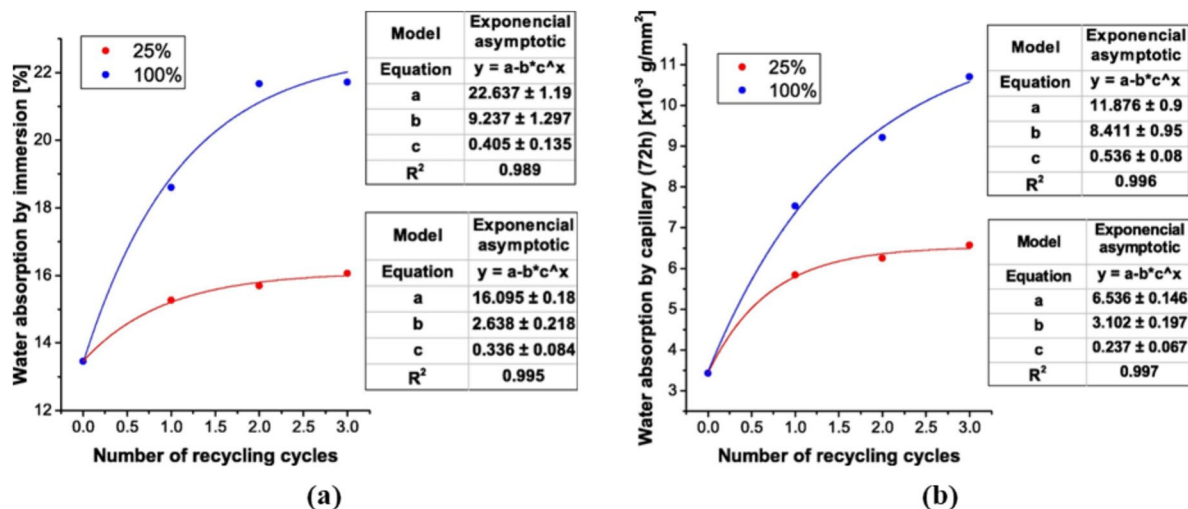 25%
100%
Water absorption by immersion [%]
22
20
18
16
14
12
0.0 0.5 1.0 1.5 2.0 2.5 3.0
Number of recycling cycles
Model Exponencial asymptotic
Equation y = a-b*c^x
a 22.637 ± 1.19
b 9.237 ± 1.297
c 0.405 ± 0.135
R² 0.989
Model Exponencial asymptotic
Equation y = a-b*c^x
a 16.095 ± 0.18
b 2.638 ± 0.218
c 0.336 ± 0.084
R² 0.995
(a)
25%
100%
Water absorption by capillary (72h) [x10⁻³ g/mm²]
11
10
9
8
7
6
5
4
3
0.0 0.5 1.0 1.5 2.0 2.5 3.0
Number of recycling cycles
Model Exponencial asymptotic
Equation y = a-b*c^x
a 11.876 ± 0.9
b 8.411 ± 0.95
c 0.536 ± 0.08
R² 0.996
Model Exponencial asymptotic
Equation y = a-b*c^x
a 6.536 ± 0.146
b 3.102 ± 0.197
c 0.237 ± 0.067
R² 0.997
(b)